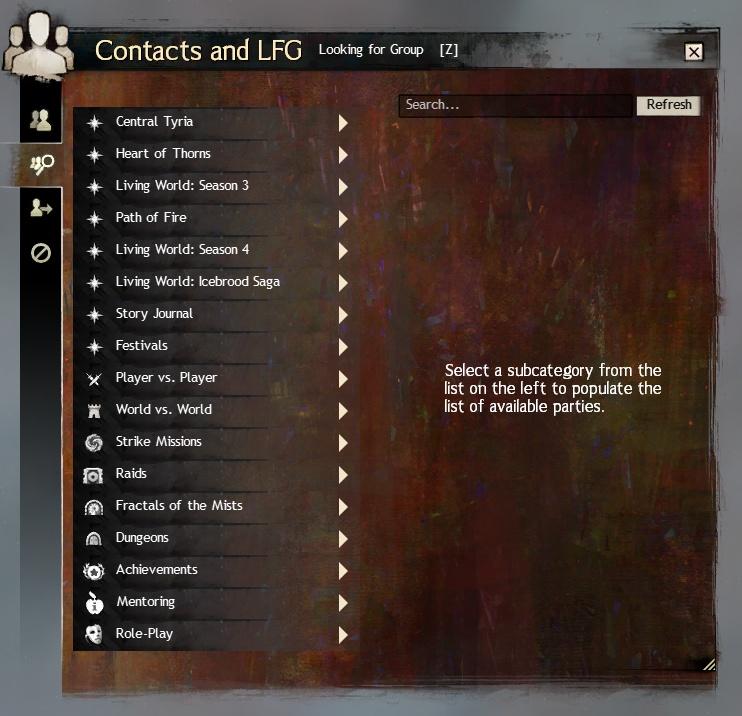 Contacts and LFG Looking for Group [Z]
Search... Refresh
Central Tyria
Heart of Thorns
Living World: Season 3
Path of Fire
Living World: Season 4
Living World: Icebrood Saga
Story Journal
Festivals
Player vs. Player
World vs. World
Strike Missions
Raids
Fractals of the Mists
Dungeons
Achievements
Mentoring
Role-Play
Select a subcategory from the
list on the left to populate the
list of available parties.